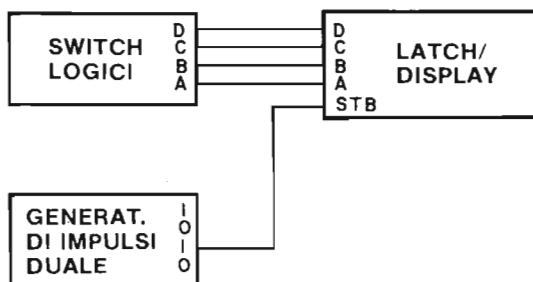 SWITCH
LOGICI
D
C
B
A
D
C
B
A
STB
LATCH/
DISPLAY
GENERAT.
DI IMPULSI
DUALE
I
O
I
O